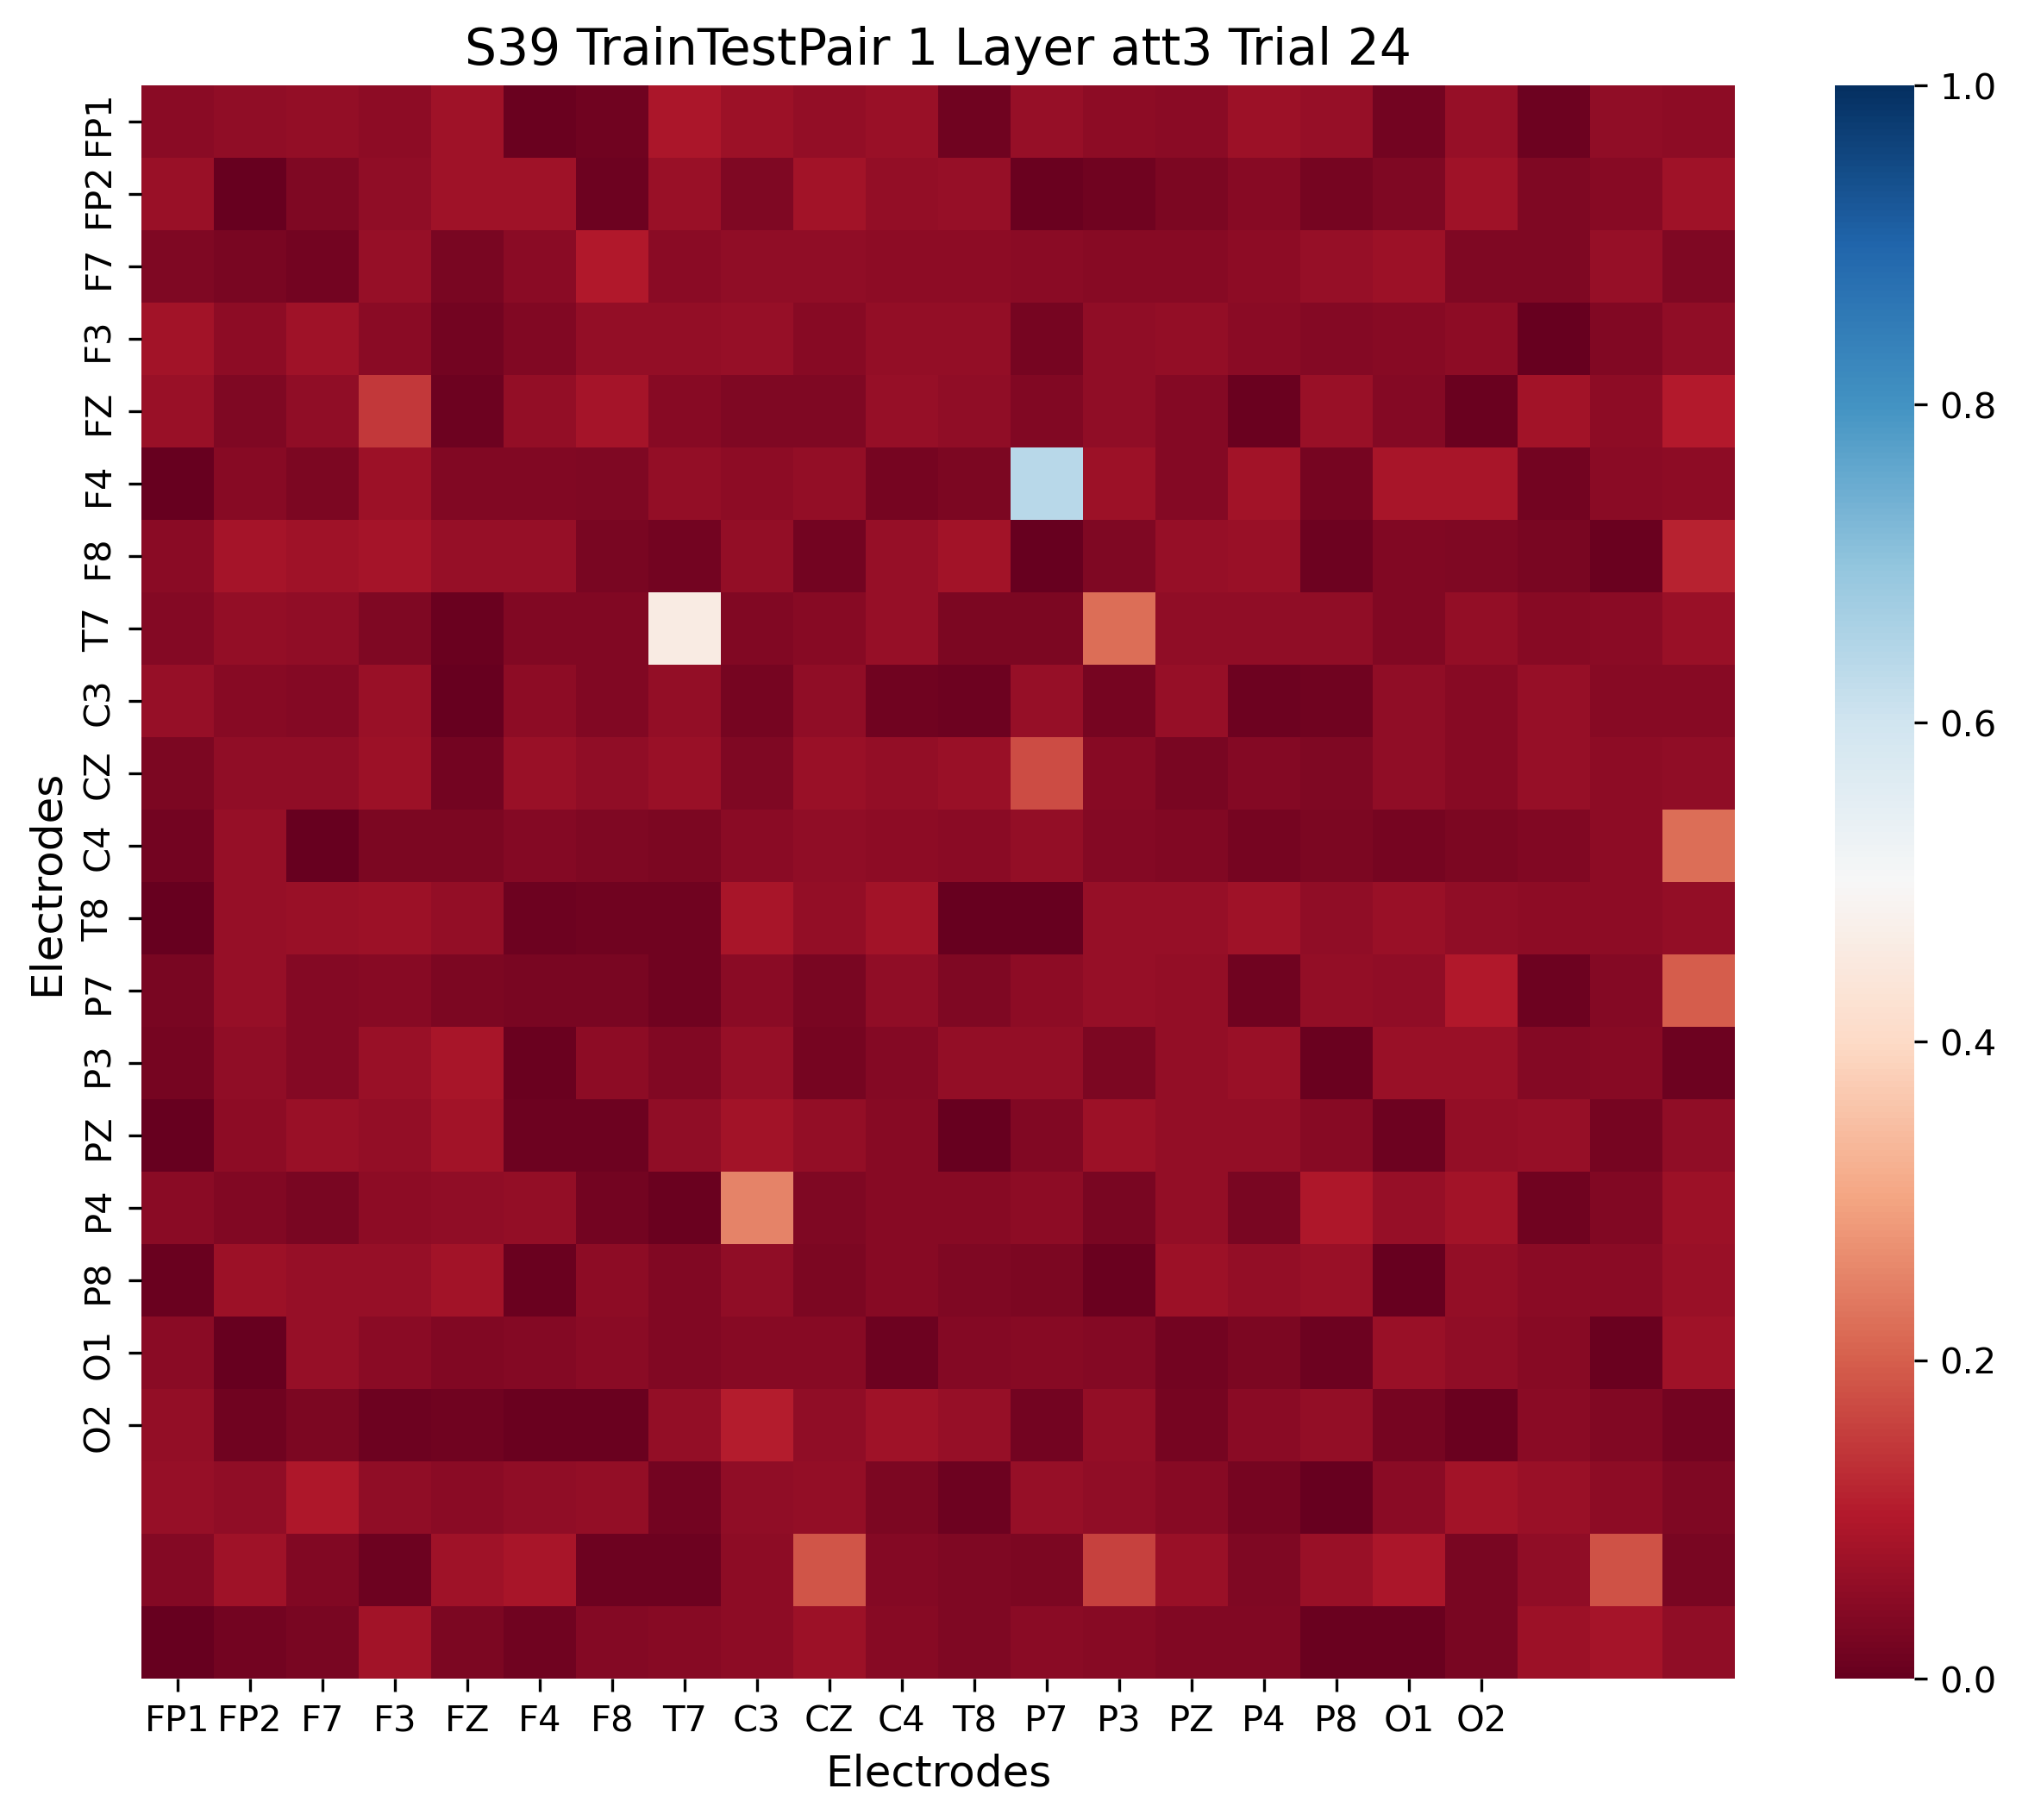 S39 TrainTestPair 1 Layer att3 Trial 24
Electrodes
FP1
FP2
F7
F3
FZ
F4
F8
T7
C3
CZ
C4
T8
P7
P3
PZ
P4
P8
O1
O2
FP1 FP2 F7 F3 FZ F4 F8 T7 C3 CZ C4 T8 P7 P3 PZ P4 P8 O1 O2
Electrodes
1.0
0.8
0.6
0.4
0.2
0.0